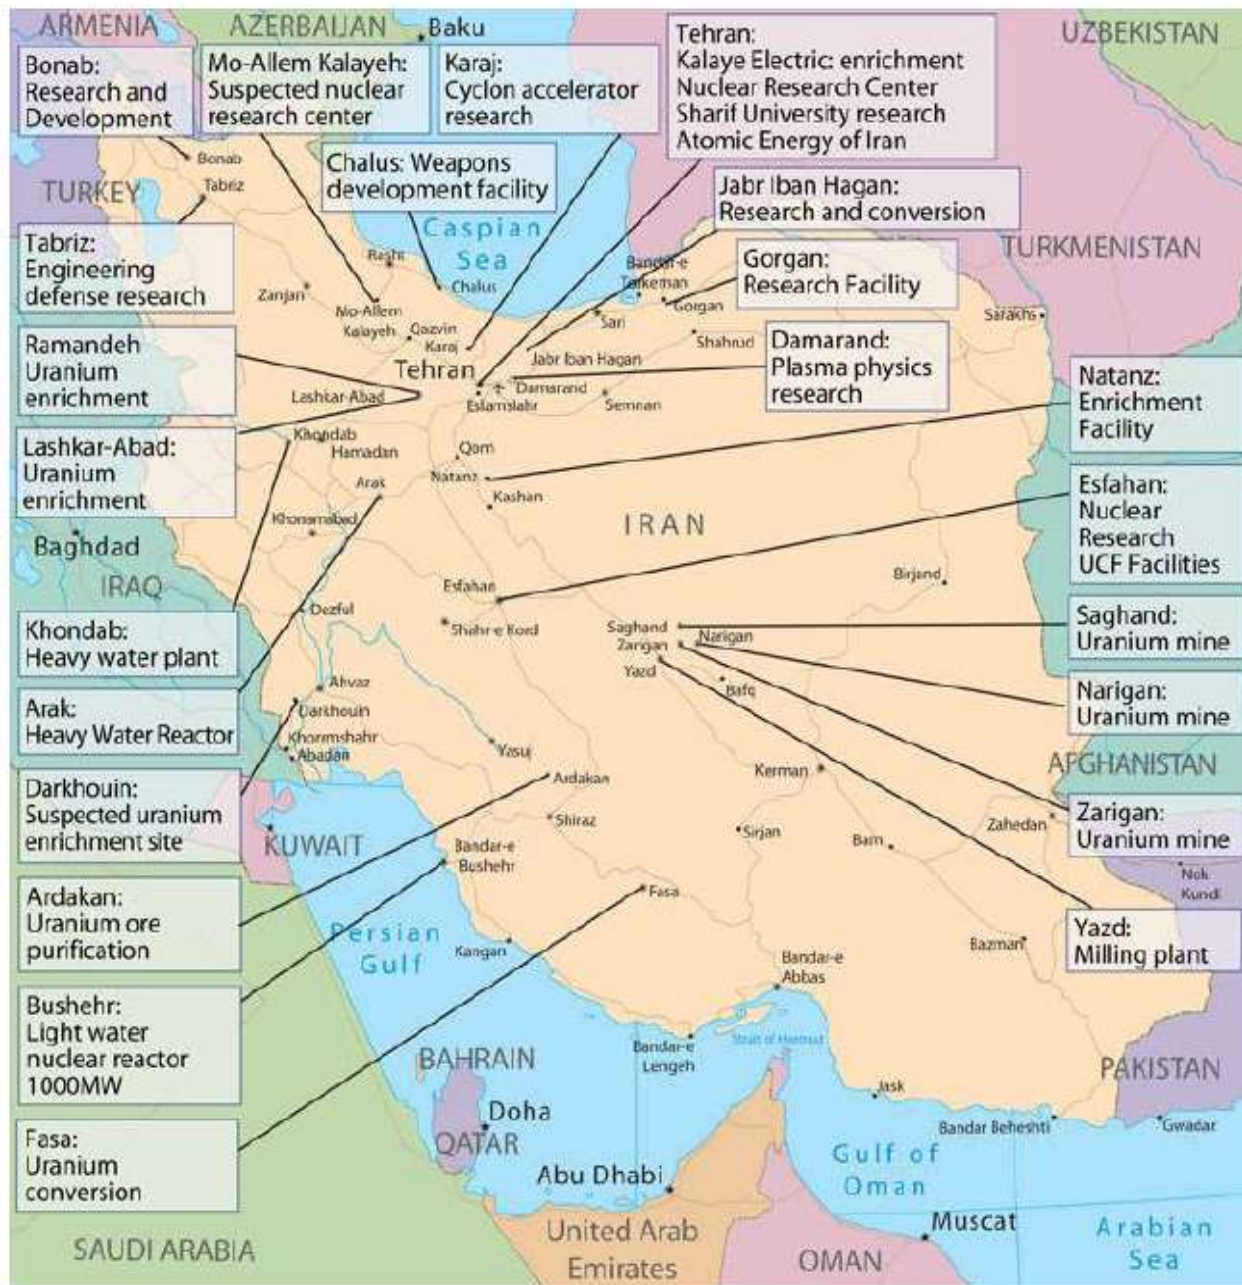 ARMENIA
AZERBAIJAN
Baku
UZBEKISTAN
Bonab:
Research and
Development
Mo-Allem Kalayeh:
Suspected nuclear
research center
Karaj:
Cyclon accelerator
research
Tehran:
Kalaye Electric: enrichment
Nuclear Research Center
Sharif University research
Atomic Energy of Iran
Chalus: Weapons
development facility
Jabr Iban Hagan:
Research and conversion
TURKEY
Bonab
Tabriz
Caspian
Sea
TURKMENISTAN
Tabriz:
Engineering
defense research
Gorgan:
Research Facility
Rasht
Zanjan
Chalus
Mo-Allem
Kalayeh
Qazvin
Karaj
Bandar-e
Torkeman
Gorgan
Sari
Shahrud
Sarakhs
Ramandeh
Uranium
enrichment
Tehran
Jabr Iban Hagan
Damarand
Eslamslahr
Semnan
Lashkar-Abad
Damarand:
Plasma physics
research
Natanz:
Enrichment
Facility
Lashkar-Abad:
Uranium
enrichment
Khondab
Hamadan
Qom
Natanz
Kashan
Arak
Khoramabad
IRAN
Esfahan:
Nuclear
Research
UCF Facilities
Baghdad
IRAQ
Esfahan
Birjand
Dezful
Shahr-e Kord
Saghand
Zarigan
Narigan
Yazd
Bafq
Saghand:
Uranium mine
Khondab:
Heavy water plant
Narigan:
Uranium mine
Arak:
Heavy Water Reactor
Ahvaz
Darkhouin
Khorimshahr
Abadan
Yasuj
Ardakan
Kerman
AFGHANISTAN
Darkhouin:
Suspected uranium
enrichment site
KUWAIT
Shiraz
Sirjan
Bam
Zahedan
Zarigan:
Uranium mine
Bandar-e
Bushehr
Nok
Kundi
Ardakan:
Uranium ore
purification
Fasa
Persian
Gulf
Kangan
Bazman
Yazd:
Milling plant
Bandar-e
Abbas
Bushehr:
Light water
nuclear reactor
1000MW
Bandar-e
Lengeh
Strait of Hormuz
BAHRAIN
PAKISTAN
Jask
Doha
QATAR
Bandar Beheshti
Gwadar
Fasa:
Uranium
conversion
Abu Dhabi
Gulf of
Oman
United Arab
Emirates
Muscat
Arabian
Sea
SAUDI ARABIA
OMAN